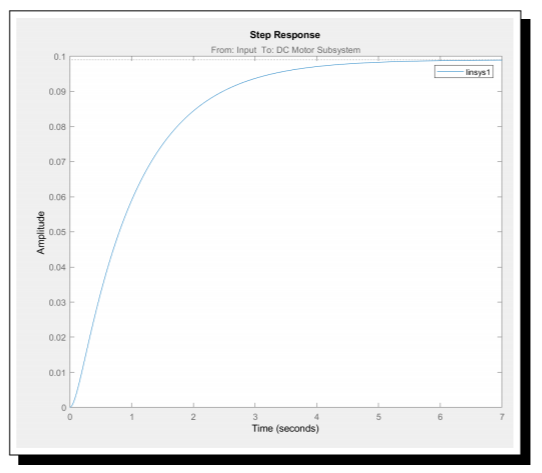 Step Response
From: Input To: DC Motor Subsystem
linsys1
Amplitude
0.1
0.09
0.08
0.07
0.06
0.05
0.04
0.03
0.02
0.01
0
0 1 2 3 4 5 6 7
Time (seconds)